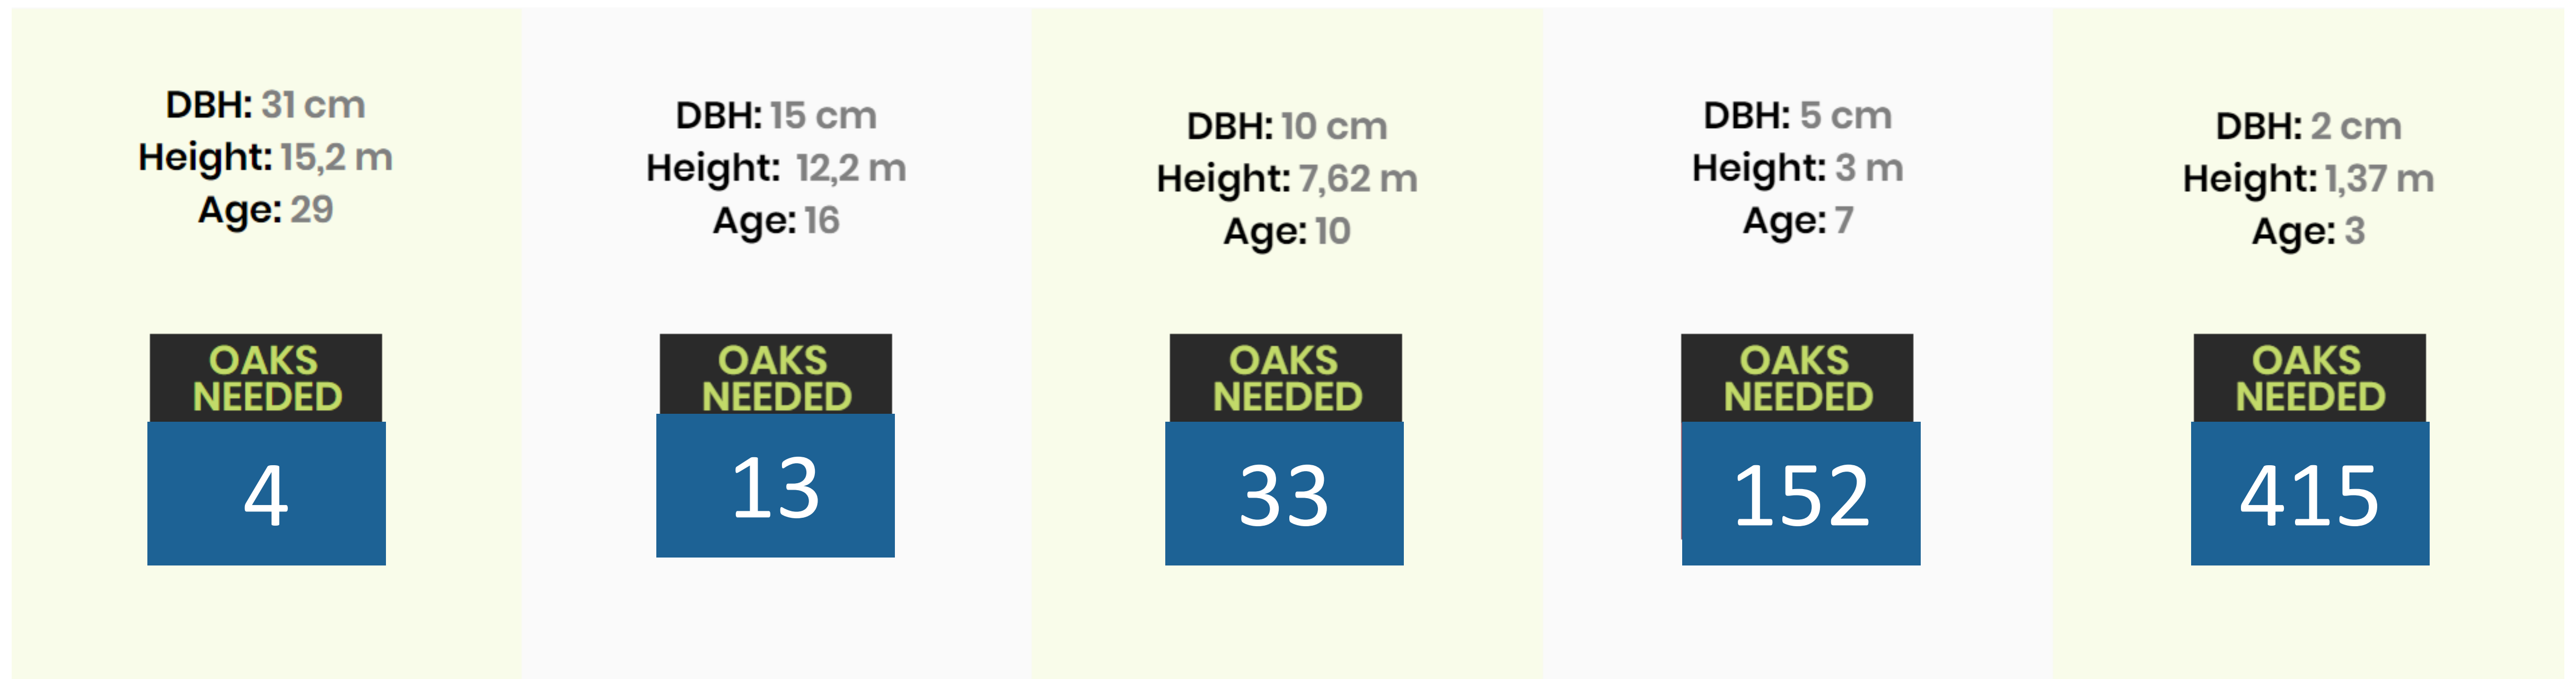 DBH: 31 cm
Height: 15,2 m
Age: 29
OAKS
NEEDED
4
DBH: 15 cm
Height: 12,2 m
Age: 16
OAKS
NEEDED
13
DBH: 10 cm
Height: 7,62 m
Age: 10
OAKS
NEEDED
33
DBH: 5 cm
Height: 3 m
Age: 7
OAKS
NEEDED
152
DBH: 2 cm
Height: 1,37 m
Age: 3
OAKS
NEEDED
415